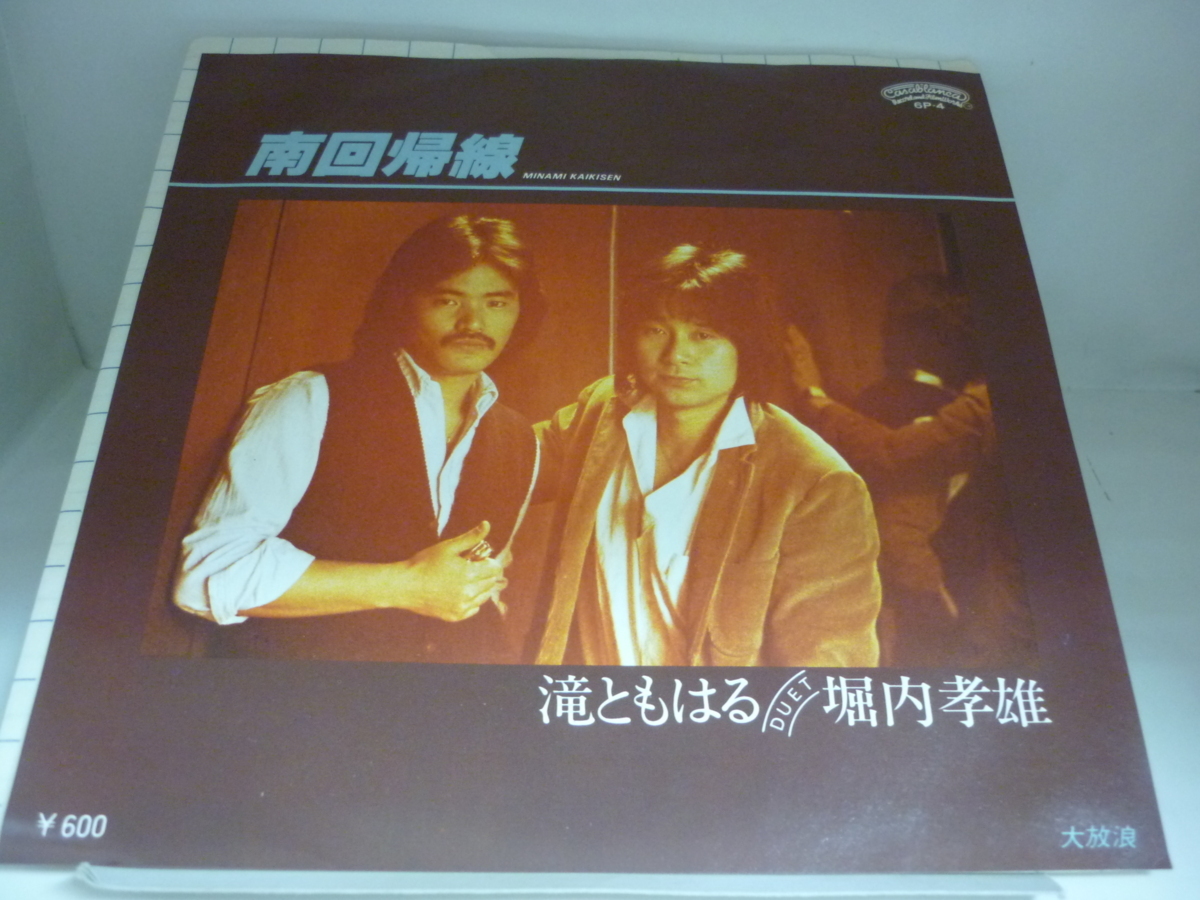 Casablanca
6P-4
南回帰線
MINAMI KAIKISEN
滝ともはる DUET 堀内孝雄
¥600
大放浪